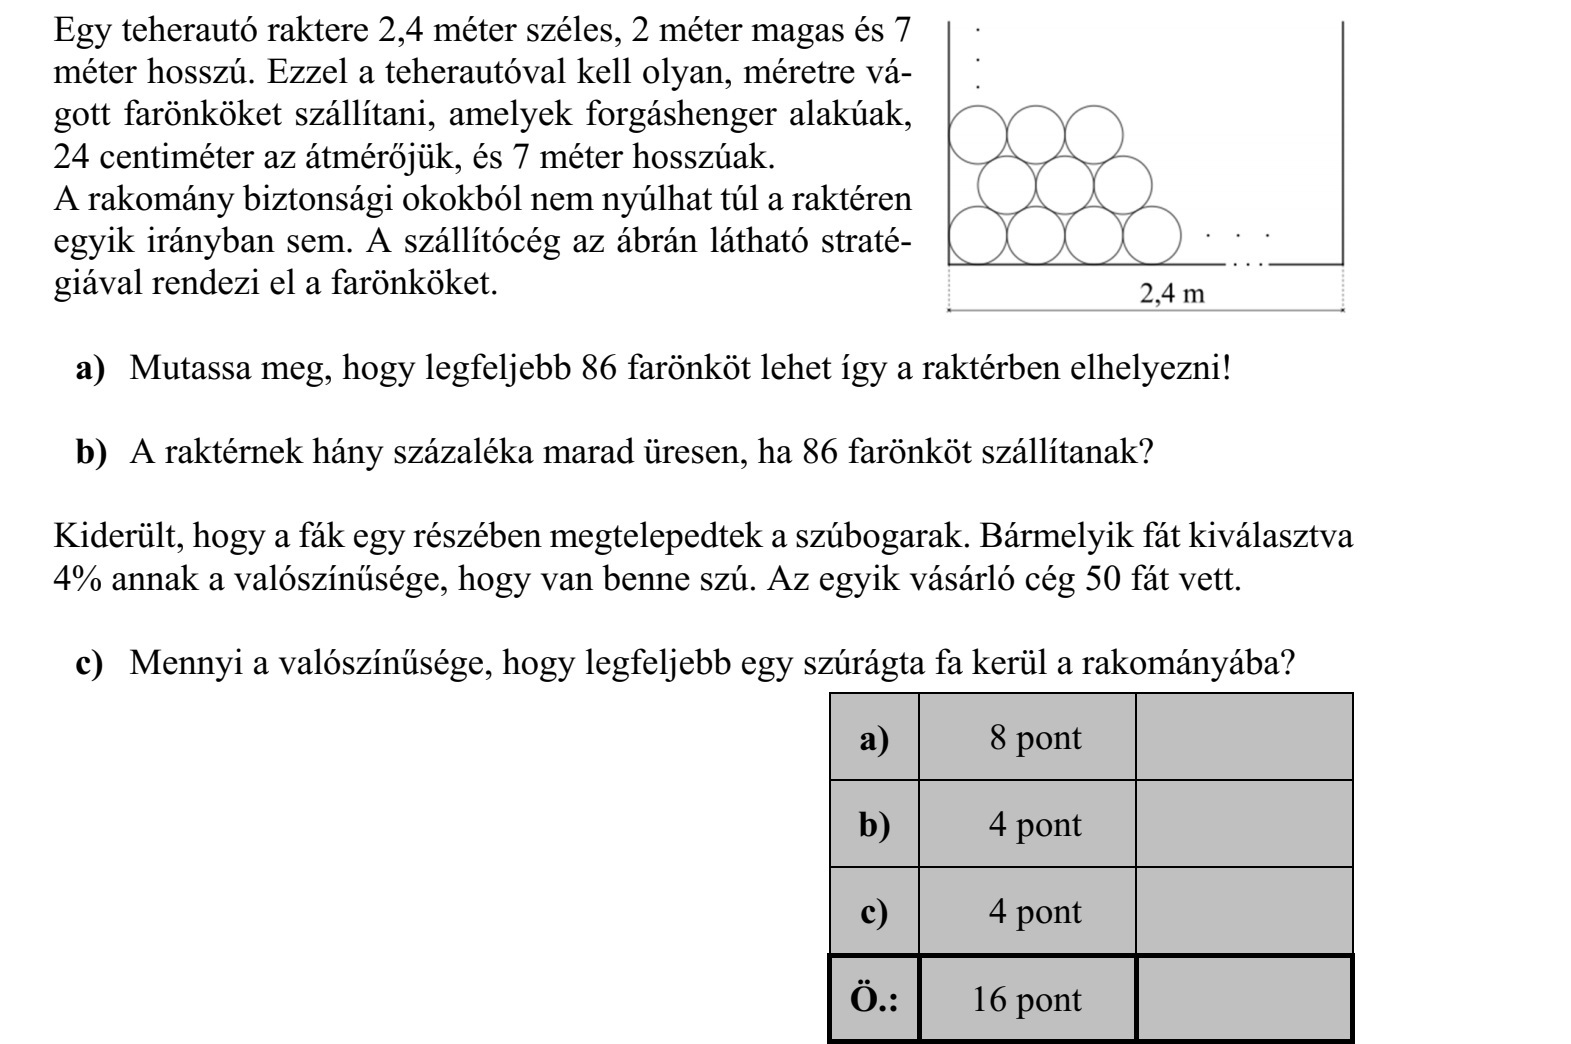 Egy teherautó raktere 2,4 méter széles, 2 méter magas és 7
méter hosszú. Ezzel a teherautóval kell olyan, méretre vá-
gott farönköket szállítani, amelyek forgáshenger alakúak,
24 centiméter az átmérőjük, és 7 méter hosszúak.
A rakomány biztonsági okokból nem nyúlhat túl a raktéren
egyik irányban sem. A szállítócég az ábrán látható straté-
giával rendezi el a farönköket.
2,4 m
a) Mutassa meg, hogy legfeljebb 86 farönköt lehet így a raktérben elhelyezni!
b) A raktérnek hány százaléka marad üresen, ha 86 farönköt szállítanak?
Kiderült, hogy a fák egy részében megtelepedtek a szúbogarak. Bármelyik fát kiválasztva
4% annak a valószínűsége, hogy van benne szú. Az egyik vásárló cég 50 fát vett.
c) Mennyi a valószínűsége, hogy legfeljebb egy szúrágta fa kerül a rakományába?
a) 8 pont
b) 4 pont
c) 4 pont
Ö.: 16 pont